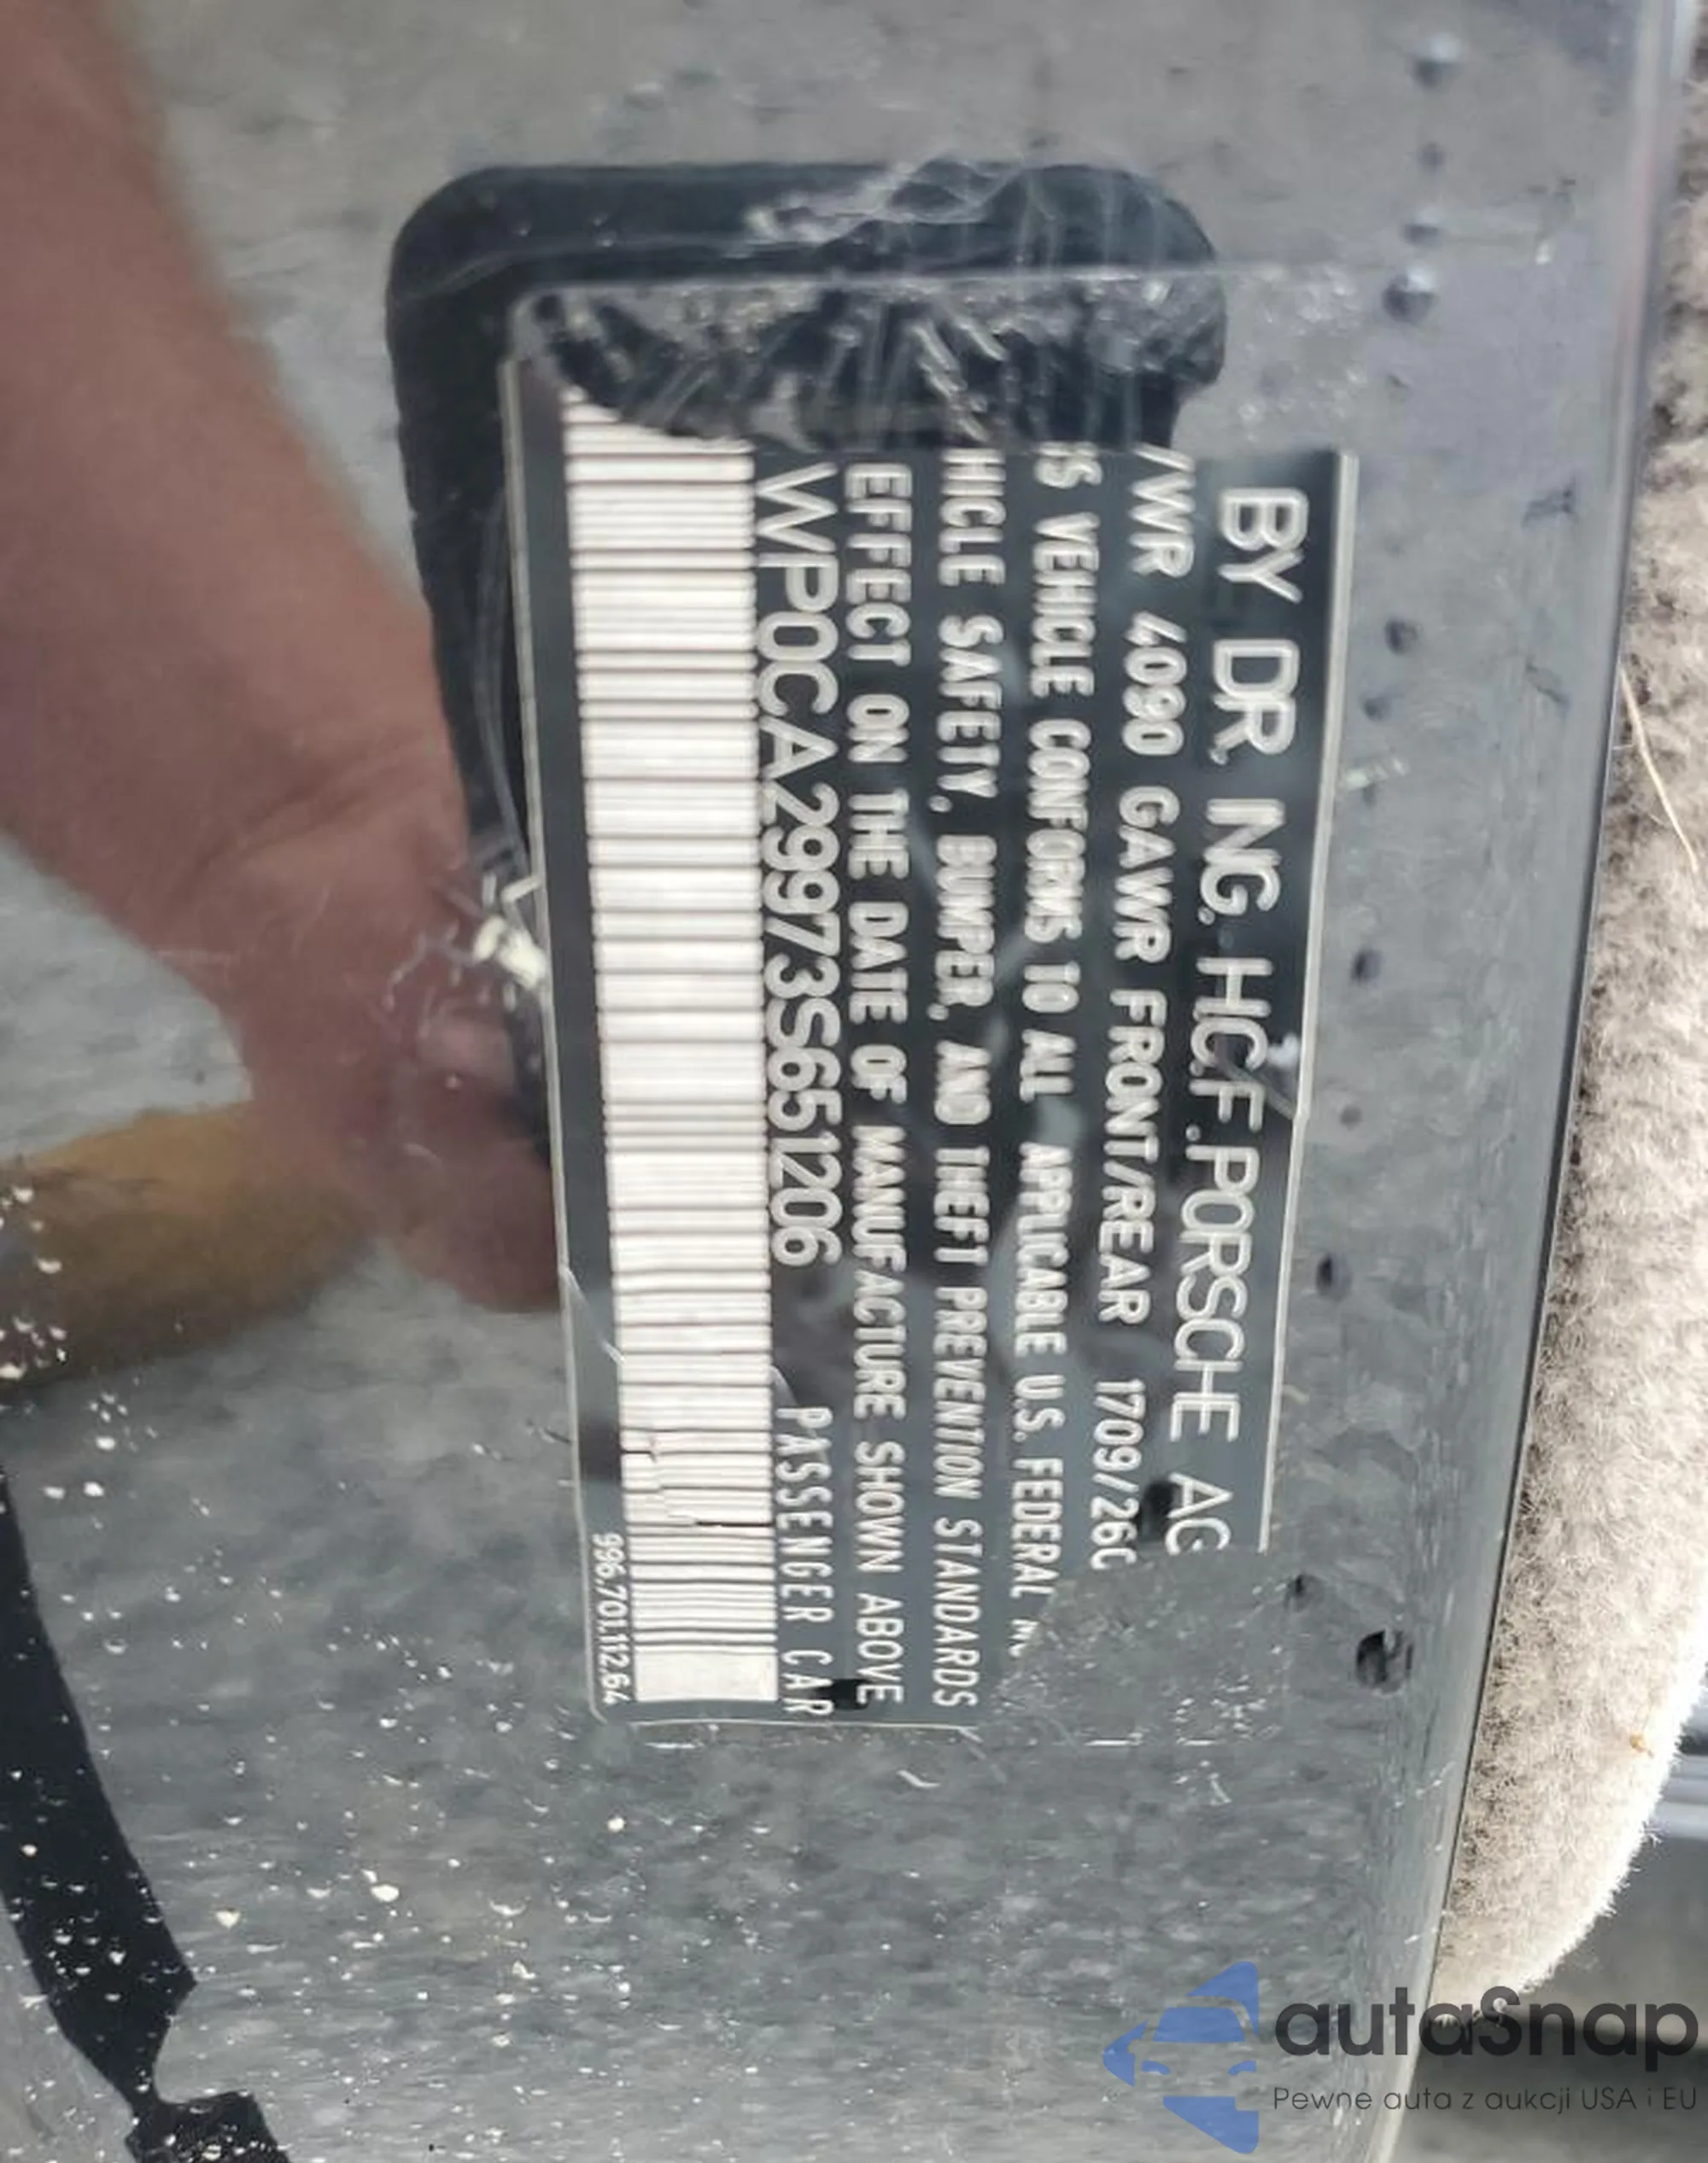 BY DR. ING. H.C.F. PORSCHE AG
WR 4090 GAWR FRONT/REAR 1709/26
IS VEHICLE CONFORMS TO ALL APPLICABLE U.S. FEDERAL M
HICLE SAFETY, BUMPER, AND THEFT PREVENTION STANDARDS
EFFECT ON THE DATE OF MANUFACTURE SHOWN ABOVE
WP0CA29973S651206 PASSENGER CAR
996.701.112.64
autaSnap
Pewne auta z aukcji USA i EU